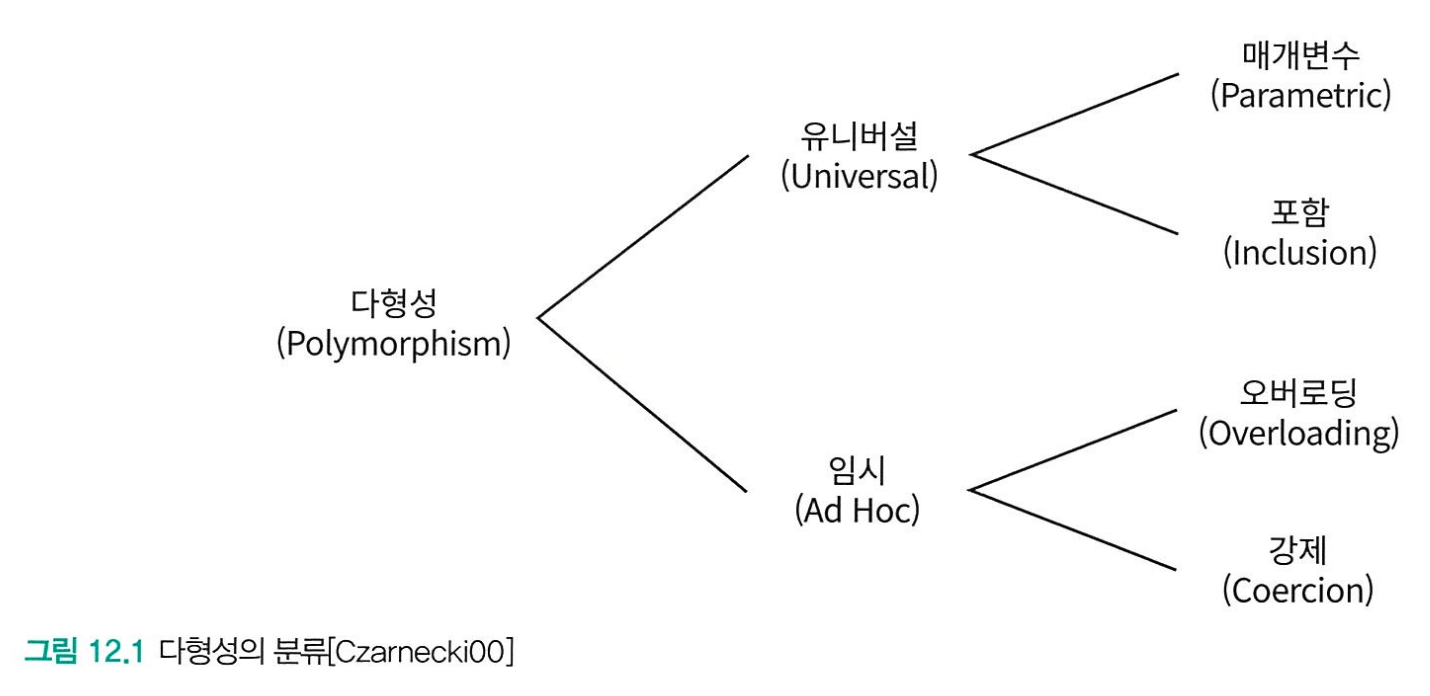 매개변수
(Parametric)
유니버설
(Universal)
포함
(Inclusion)
다형성
(Polymorphism)
오버로딩
(Overloading)
임시
(Ad Hoc)
강제
(Coercion)
그림 12.1 다형성의 분류[Czarnecki00]